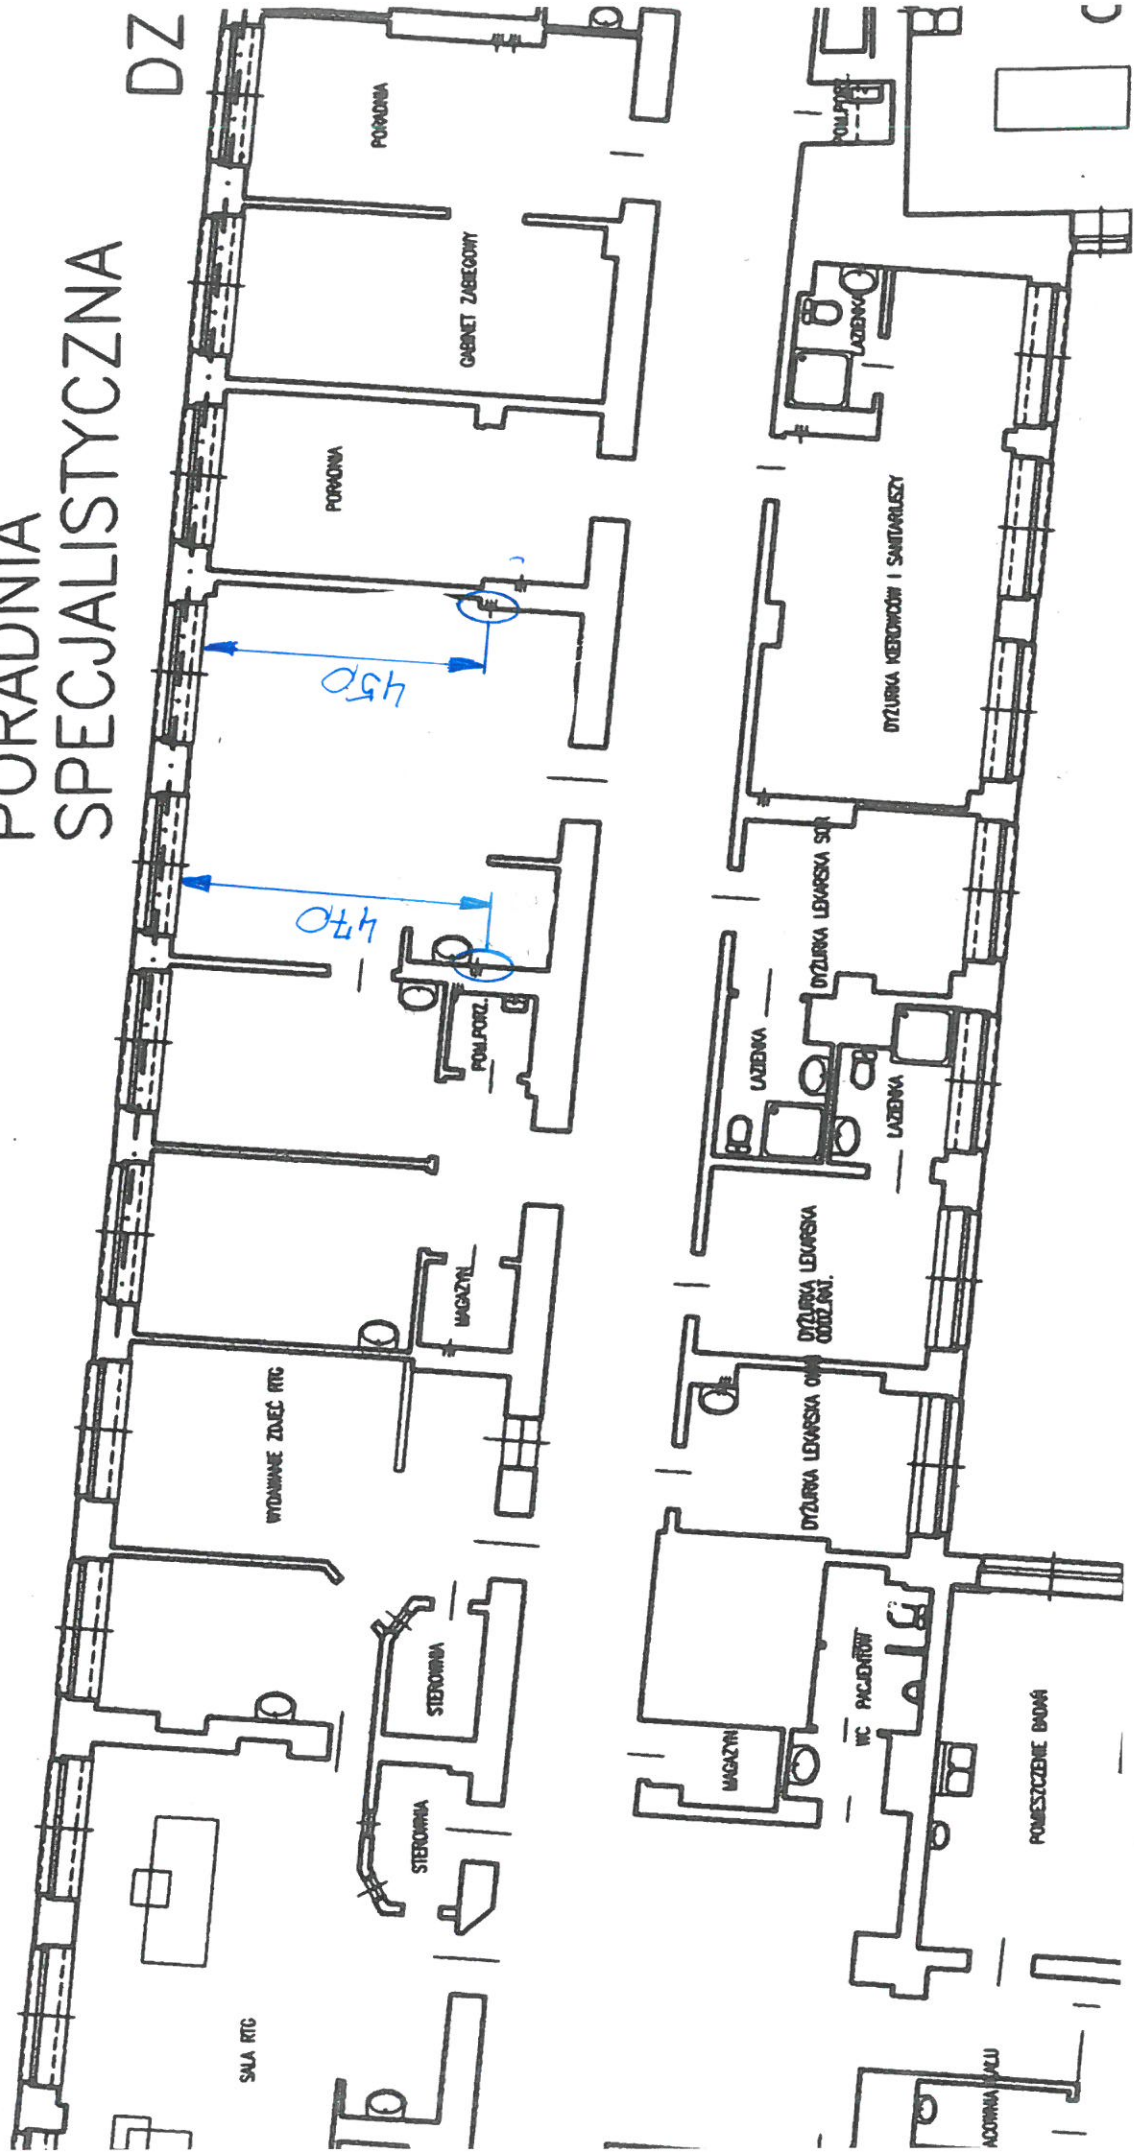 PORADNIA
SPECJALISTYCZNA
DZ
PORADNIA
GABINET ZABIEGOWY
PORADNIA
450
470
POM.PORZ.
MAGAZYN
WYDAWANIE ZDJĘĆ RTG
STEROWNIA
STEROWNIA
SALA RTG
POM.PORZ
ŁAZIENKA
DYŻURKA KIEROWCÓW I SANITARIUSZY
DYŻURKA LEKARSKA SOR
ŁAZIENKA
ŁAZIENKA
DYŻURKA LEKARSKA
ODDZ.RAT.
DYŻURKA LEKARSKA
MAGAZYN
WC PACJENTÓW
POMIESZCZENIE BADAŃ